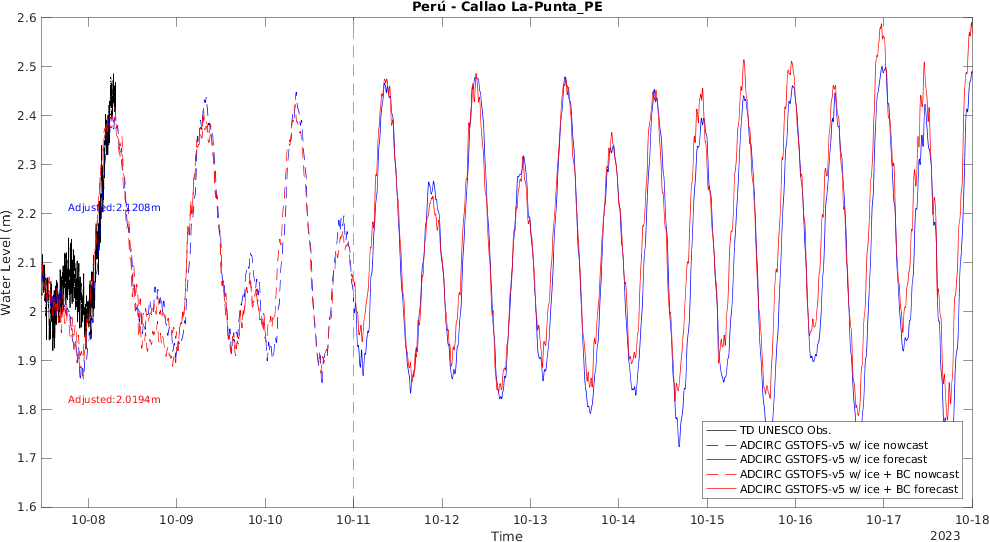 Perú - Callao La-Punta_PE
2.6
2.5
2.4
2.3
2.2
2.1
2
1.9
1.8
1.7
1.6
Water Level (m)
Adjusted:2.1208m
Adjusted:2.0194m
TD UNESCO Obs.
ADCIRC GSTOFS-v5 w/ ice nowcast
ADCIRC GSTOFS-v5 w/ ice forecast
ADCIRC GSTOFS-v5 w/ ice + BC nowcast
ADCIRC GSTOFS-v5 w/ ice + BC forecast
10-08 10-09 10-10 10-11 10-12 10-13 10-14 10-15 10-16 10-17 10-18
Time
2023